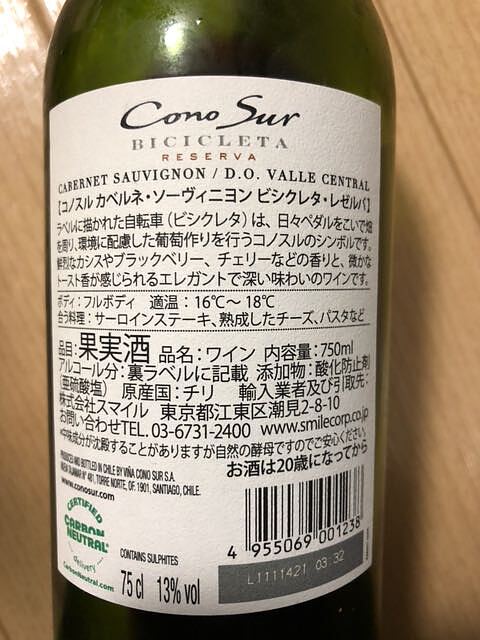 Cono Sur
BICICLETA
RESERVA
CABERNET SAUVIGNON / D.O. VALLE CENTRAL
【コノスル カベルネ・ソーヴィニヨン ビシクレタ・レゼルバ】
ラベルに描かれた自転車（ビシクレタ）は、日々ペダルをこいで畑
を周り、環境に配慮した葡萄作りを行うコノスルのシンボルです。
鮮烈なカシスやブラックベリー、チェリーなどの香りと、微かな
トースト香が感じられるエレガントで深い味わいのワインです。
ボディ：フルボディ 適温：16℃～18℃
合う料理：サーロインステーキ、熟成したチーズ、パスタなど
品目：果実酒 品名：ワイン 内容量：750ml
アルコール分：裏ラベルに記載 添加物：酸化防止剤
（亜硫酸塩） 原産国：チリ 輸入業者及び引取先：
株式会社スマイル 東京都江東区潮見2-8-10
お問い合わせTEL. 03-6731-2400 www.smilecorp.co.jp
*中味成分が沈殿することがありますが自然の酵母ですのでご安心ください。
お酒は20歳になってから
PRODUCED AND BOTTLED IN CHILE BY VIÑA CONO SUR S.A.
NUEVA TAJAMAR N° 481, TORRE NORTE, OF. 1901, SANTIAGO, CHILE.
www.conosur.com
CERTIFIED
CARBON
NEUTRAL
delivery
CarbonNeutral.com
CONTAINS SULPHITES
75 cl 13% vol
4 955069 001238
L1111421 03:32